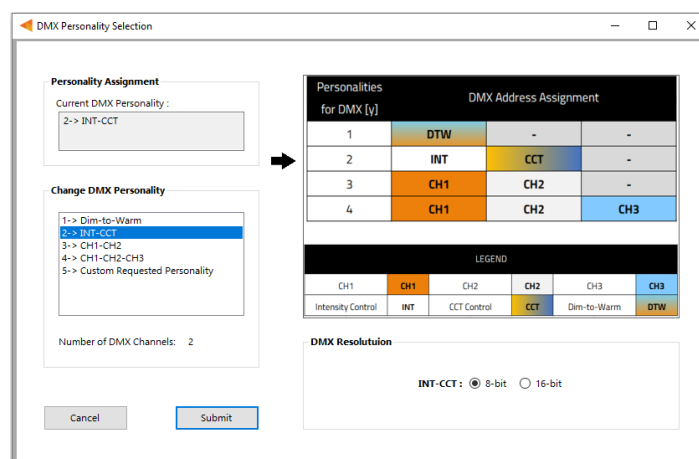 DMX Personality Selection
Personality Assignment
Current DMX Personality :
2-> INT-CCT
Change DMX Personality
1-> Dim-to-Warm
2-> INT-CCT
3-> CH1-CH2
4-> CH1-CH2-CH3
5-> Custom Requested Personality
Number of DMX Channels: 2
Cancel Submit
Personalities for DMX [y] DMX Address Assignment
1 DTW - -
2 INT CCT -
3 CH1 CH2 -
4 CH1 CH2 CH3
LEGEND
CH1 CH1 CH2 CH2 CH3 CH3
Intensity Control INT CCT Control CCT Dim-to-Warm DTW
DMX Resolutuion
INT-CCT : 8-bit 16-bit